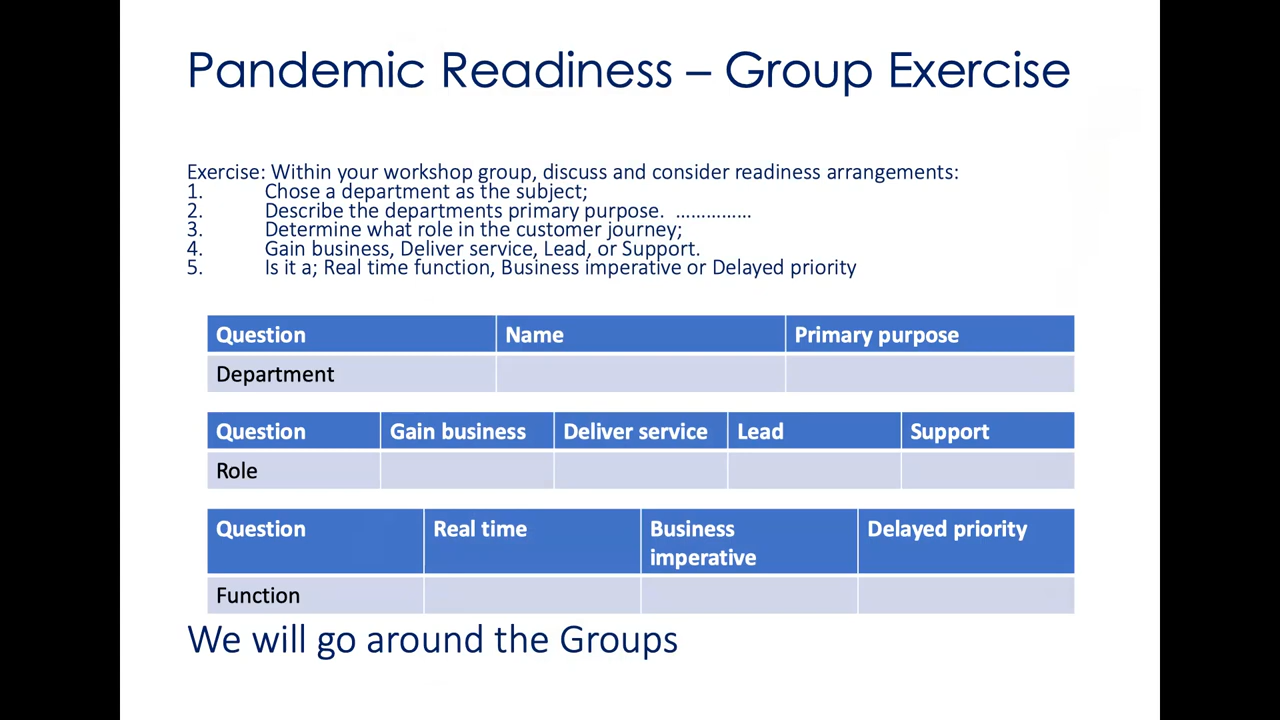 Pandemic Readiness – Group Exercise
Exercise: Within your workshop group, discuss and consider readiness arrangements:
1. Chose a department as the subject;
2. Describe the departments primary purpose. ……………
3. Determine what role in the customer journey;
4. Gain business, Deliver service, Lead, or Support.
5. Is it a; Real time function, Business imperative or Delayed priority
Question Name Primary purpose
Department
Question Gain business Deliver service Lead Support
Role
Question Real time Business imperative Delayed priority
Function
We will go around the Groups